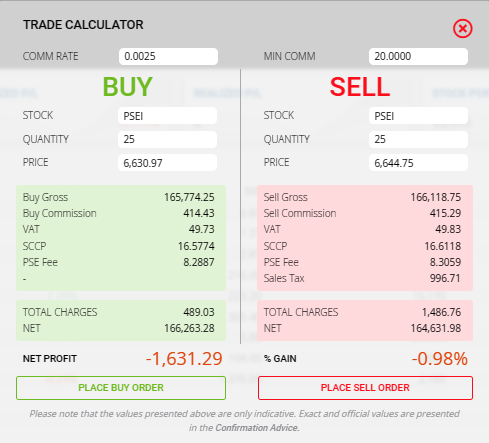 TRADE CALCULATOR
COMM RATE 0.0025 MIN COMM 20.0000
BUY SELL
STOCK PSEI STOCK PSEI
QUANTITY 25 QUANTITY 25
PRICE 6,630.97 PRICE 6,644.75
Buy Gross 165,774.25 Sell Gross 166,118.75
Buy Commission 414.43 Sell Commission 415.29
VAT 49.73 VAT 49.83
SCCP 16.5774 SCCP 16.6118
PSE Fee 8.2887 PSE Fee 8.3059
- Sales Tax 996.71
TOTAL CHARGES 489.03 TOTAL CHARGES 1,486.76
NET 166,263.28 NET 164,631.98
NET PROFIT -1,631.29 % GAIN -0.98%
PLACE BUY ORDER PLACE SELL ORDER
Please note that the values presented above are only indicative. Exact and official values are presented
in the Confirmation Advice.